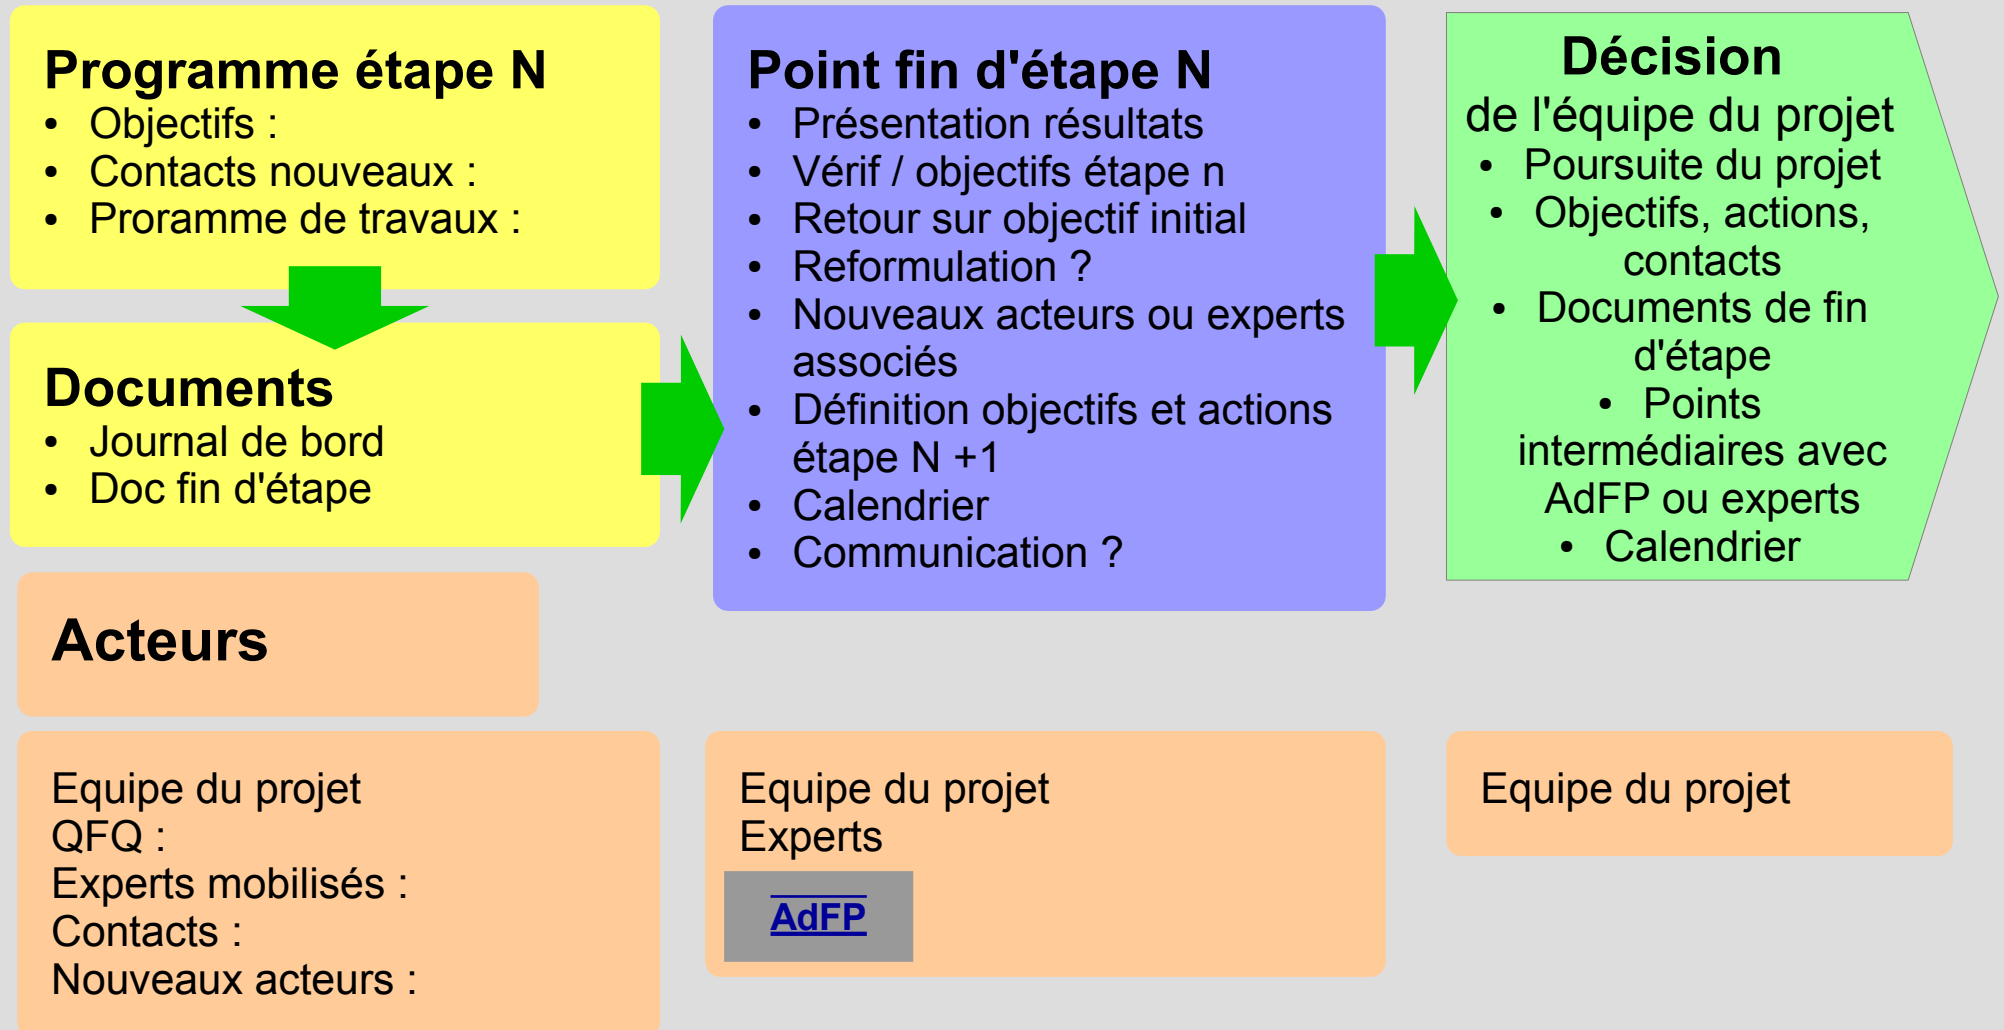 Programme étape N
• Objectifs :
• Contacts nouveaux :
• Proramme de travaux :
Documents
• Journal de bord
• Doc fin d'étape
Point fin d'étape N
• Présentation résultats
• Vérif / objectifs étape n
• Retour sur objectif initial
• Reformulation ?
• Nouveaux acteurs ou experts
associés
• Définition objectifs et actions
étape N +1
• Calendrier
• Communication ?
Décision
de l'équipe du projet
• Poursuite du projet
• Objectifs, actions,
contacts
• Documents de fin
d'étape
• Points
intermédiaires avec
AdFP ou experts
• Calendrier
Acteurs
Equipe du projet
QFQ :
Experts mobilisés :
Contacts :
Nouveaux acteurs :
Equipe du projet
Experts
AdFP
Equipe du projet